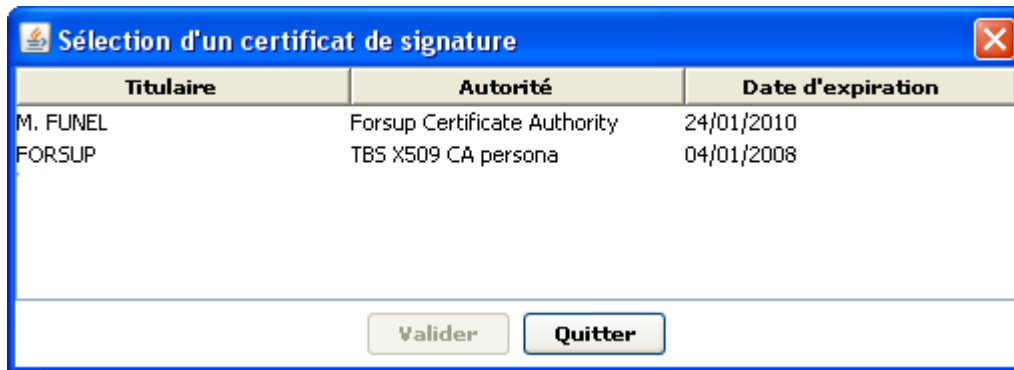 Sélection d'un certificat de signature
Titulaire Autorité Date d'expiration
M. FUNEL Forsup Certificate Authority 24/01/2010
FORSUP TBS X509 CA persona 04/01/2008
Valider Quitter